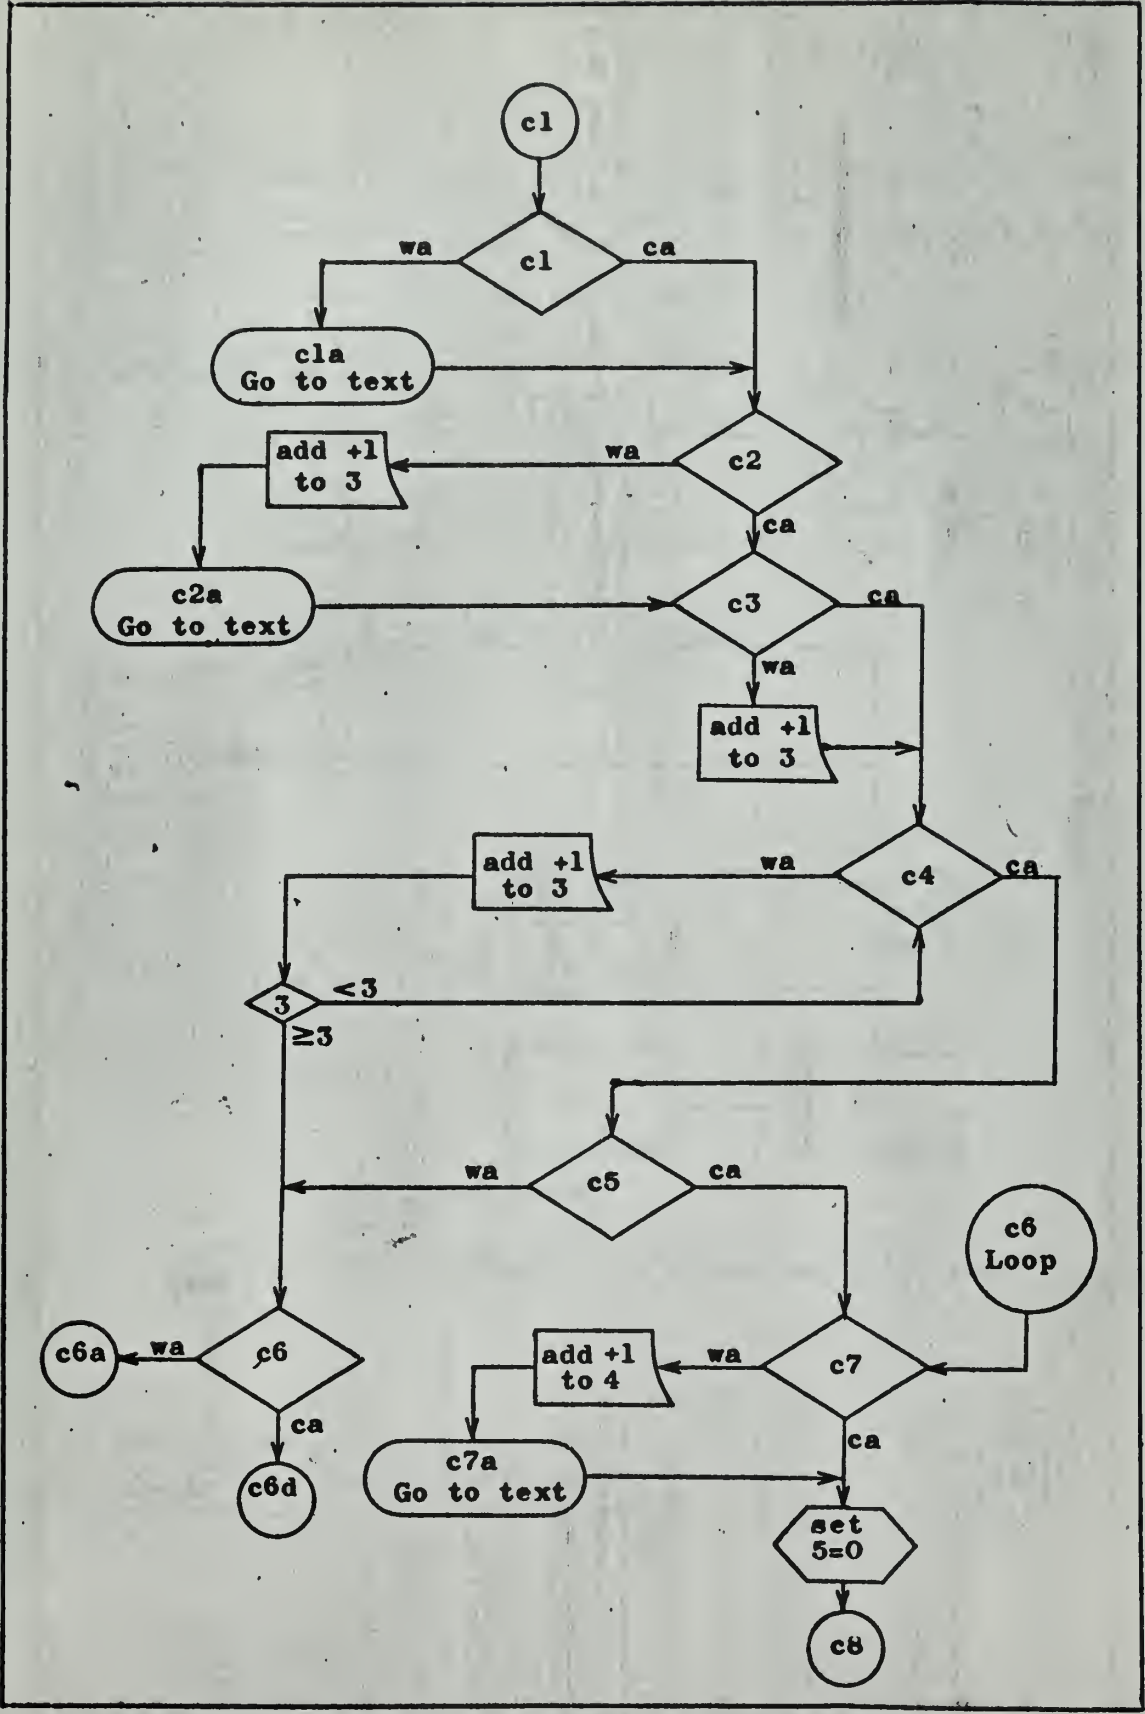 c1
wa
c1
ca
c1a
Go to text
add +1
to 3
wa
c2
ca
c2a
Go to text
c3
ca
wa
add +1
to 3
add +1
to 3
wa
c4
ca
3
<3
≥3
wa
c5
ca
c6
Loop
c6a
wa
c6
ca
c6d
add +1
to 4
wa
c7
ca
c7a
Go to text
set
5=0
c8